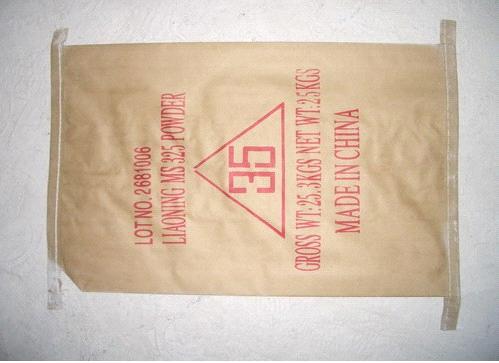 LOT NO. 2681006
LIAONING MS 325 POWDER
35
GROSS WT:25.3KGS NET WT:25KGS
MADE IN CHINA